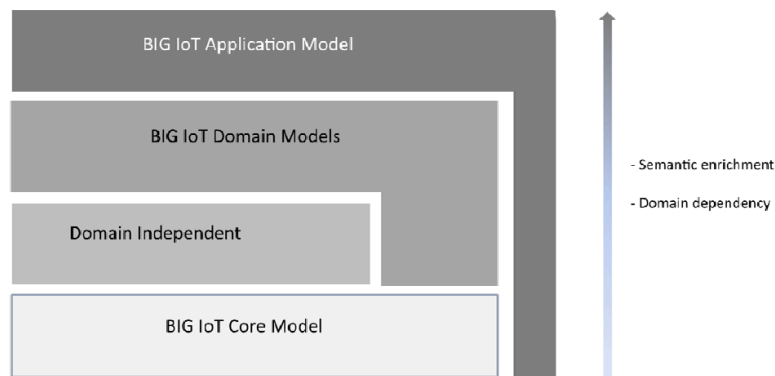 BIG IoT Application Model
BIG IoT Domain Models
- Semantic enrichment
- Domain dependency
Domain Independent
BIG IoT Core Model